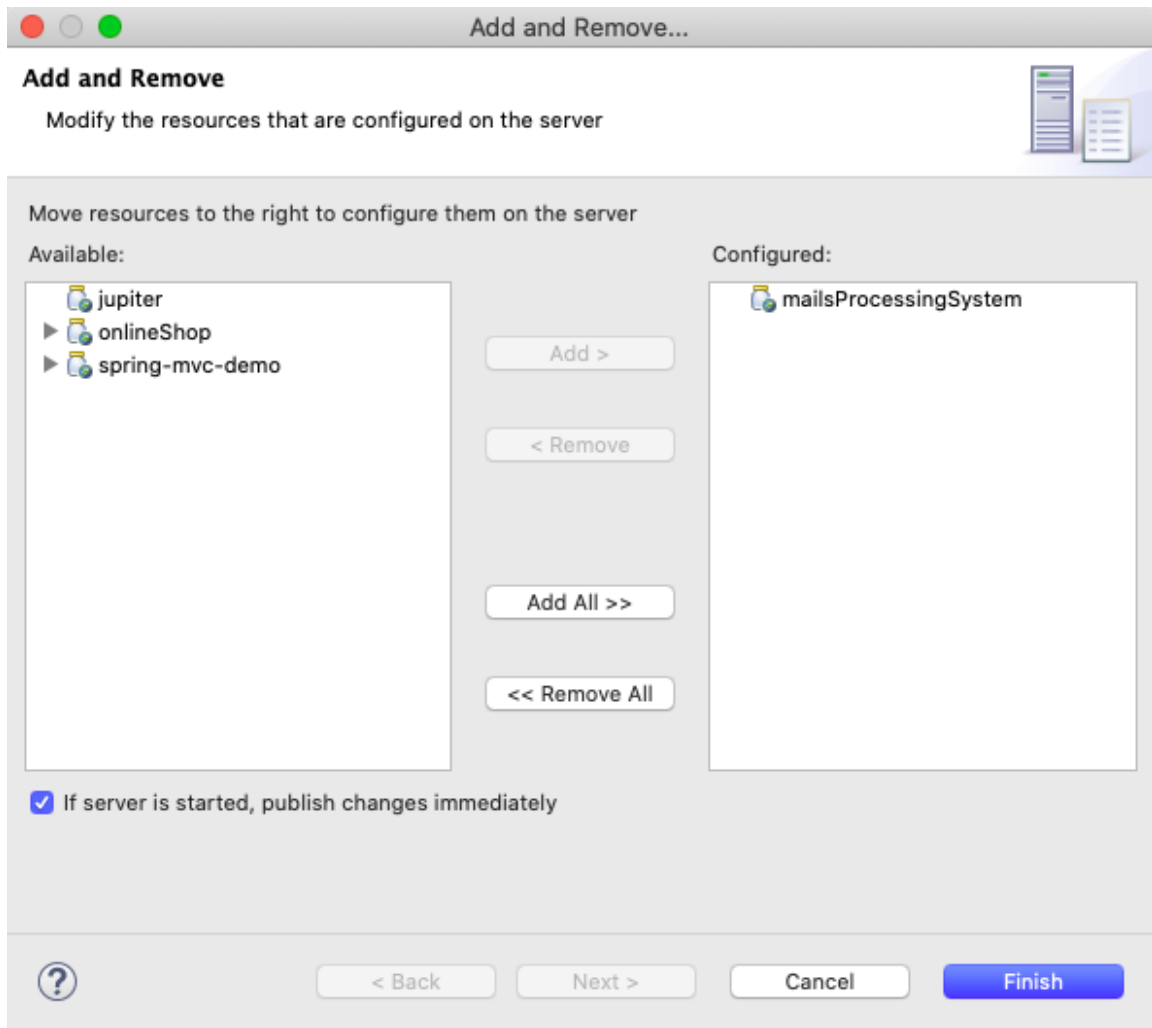 Add and Remove...
Add and Remove
Modify the resources that are configured on the server
Move resources to the right to configure them on the server
Available:
jupiter
onlineShop
spring-mvc-demo
Add >
< Remove
Add All >>
<< Remove All
Configured:
mailsProcessingSystem
If server is started, publish changes immediately
?
< Back
Next >
Cancel
Finish